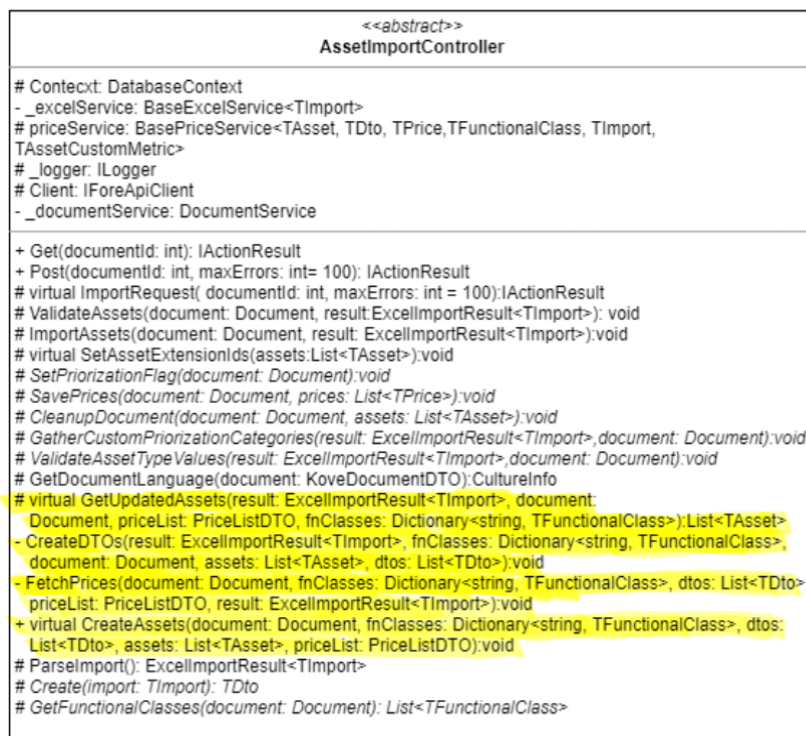 <<abstract>>
AssetImportController
# Contecxt: DatabaseContext
- _excelService: BaseExcelService<TImport>
# priceService: BasePriceService<TAsset, TDto, TPrice,TFunctionalClass, TImport,
TAssetCustomMetric>
# _logger: ILogger
# Client: IForeApiClient
- _documentService: DocumentService
+ Get(documentId: int): IActionResult
+ Post(documentId: int, maxErrors: int= 100): IActionResult
# virtual ImportRequest( documentId: int, maxErrors: int = 100):IActionResult
# ValidateAssets(document: Document, result:ExcelImportResult<TImport>): void
# ImportAssets(document: Document, result: ExcelImportResult<TImport>):void
# virtual SetAssetExtensionIds(assets:List<TAsset>):void
# SetPriorizationFlag(document: Document):void
# SavePrices(document: Document, prices: List<TPrice>):void
# CleanupDocument(document: Document, assets: List<TAsset>):void
# GatherCustomPriorizationCategories(result: ExcelImportResult<TImport>,document: Document):void
# ValidateAssetTypeValues(result: ExcelImportResult<TImport>,document: Document):void
# GetDocumentLanguage(document: KoveDocumentDTO):CultureInfo
# virtual GetUpdatedAssets(result: ExcelImportResult<TImport>, document:
Document, priceList: PriceListDTO, fnClasses: Dictionary<string, TFunctionalClass>):List<TAsset>
- CreateDTOs(result: ExcelImportResult<TImport>, fnClasses: Dictionary<string, TFunctionalClass>,
document: Document, assets: List<TAsset>, dtos: List<TDto>):void
- FetchPrices(document: Document, fnClasses: Dictionary<string, TFunctionalClass>, dtos: List<TDto>
priceList: PriceListDTO, result: ExcelImportResult<TImport>):void
+ virtual CreateAssets(document: Document, fnClasses: Dictionary<string, TFunctionalClass>, dtos:
List<TDto>, assets: List<TAsset>, priceList: PriceListDTO):void
# ParseImport(): ExcelImportResult<TImport>
# Create(import: TImport): TDto
# GetFunctionalClasses(document: Document): List<TFunctionalClass>